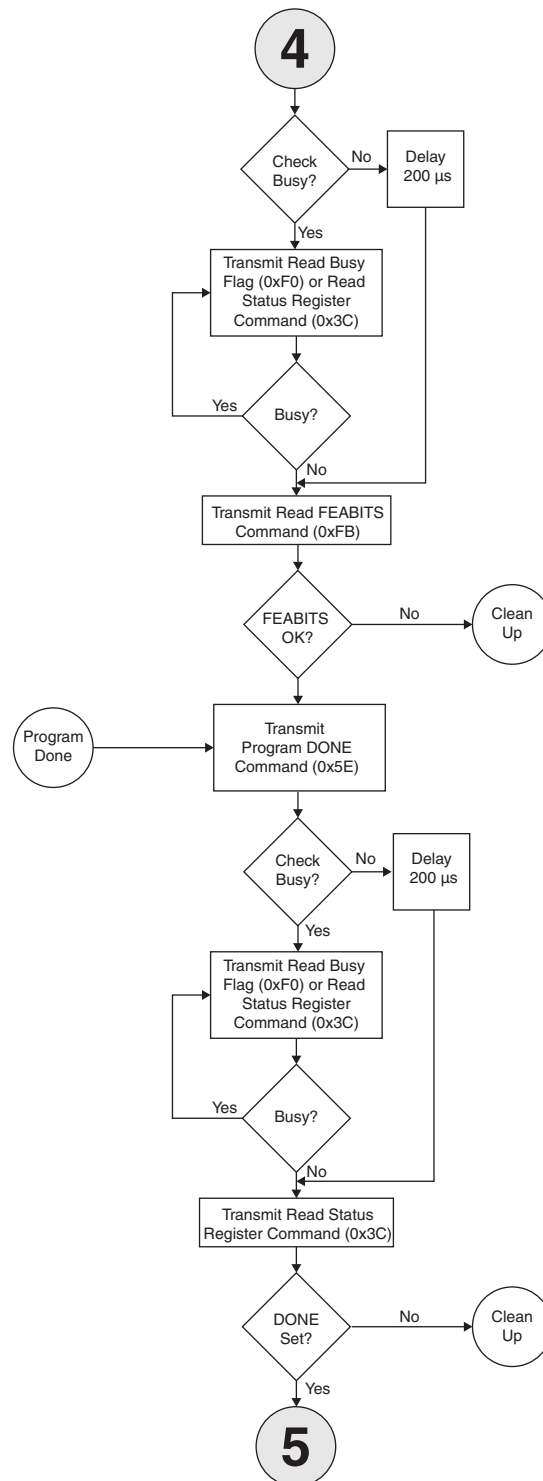 4
Check
Busy?
No
Delay
200 µs
Yes
Transmit Read Busy
Flag (0xF0) or Read
Status Register
Command (0x3C)
Yes
Busy?
No
Transmit Read FEABITS
Command (0xFB)
FEABITS
OK?
No
Clean
Up
Program
Done
Transmit
Program DONE
Command (0x5E)
Check
Busy?
No
Delay
200 µs
Yes
Transmit Read Busy
Flag (0xF0) or Read
Status Register
Command (0x3C)
Yes
Busy?
No
Transmit Read Status
Register Command (0x3C)
DONE
Set?
No
Clean
Up
Yes
5